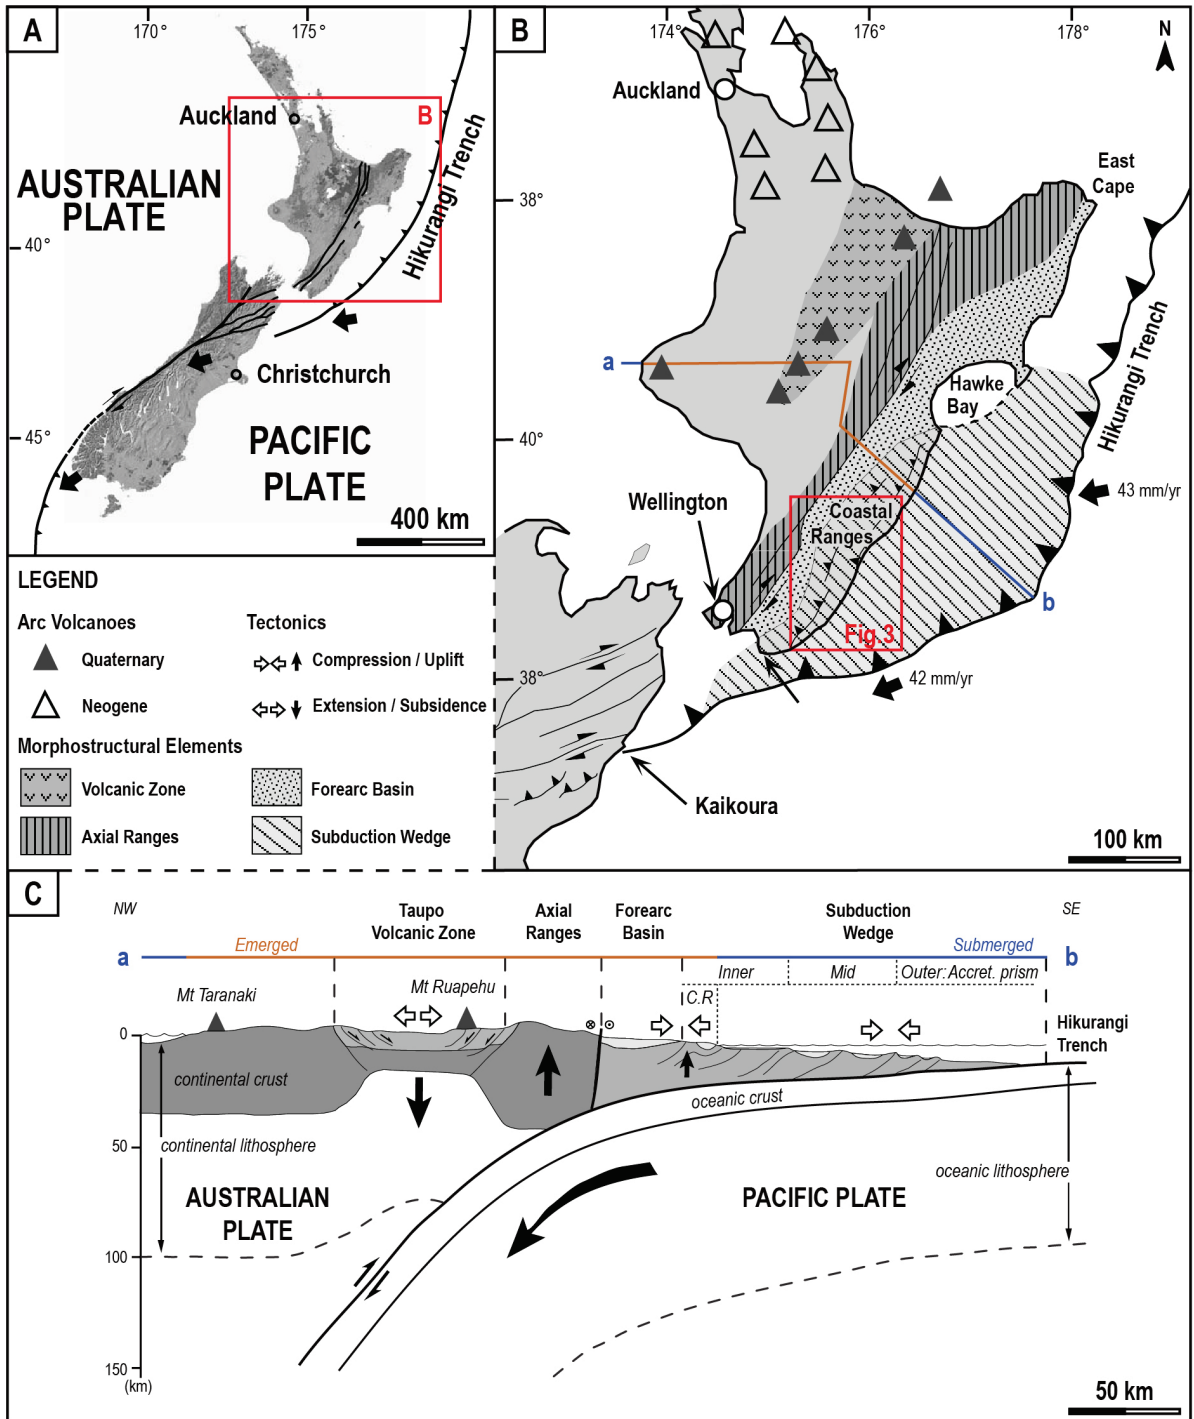 A
170°
175°
Auckland
B
AUSTRALIAN
PLATE
Hikurangi Trench
40°
Christchurch
PACIFIC
PLATE
45°
400 km
B
174°
176°
178°
N
Auckland
East
Cape
38°
a
Hawke
Bay
Hikurangi Trench
40°
43 mm/yr
Wellington
Coastal
Ranges
b
Fig.3
38°
42 mm/yr
Kaikoura
100 km
LEGEND
Arc Volcanoes
Tectonics
Quaternary
Compression / Uplift
Neogene
Extension / Subsidence
Morphostructural Elements
Volcanic Zone
Forearc Basin
Axial Ranges
Subduction Wedge
C
NW
Taupo
Volcanic Zone
Axial
Ranges
Forearc
Basin
Subduction
Wedge
SE
Emerged
Submerged
a
b
Inner
Mid
Outer: Accret. prism
Mt Taranaki
Mt Ruapehu
C.R
Hikurangi
Trench
0
continental crust
oceanic crust
50
continental lithosphere
oceanic lithosphere
AUSTRALIAN
PLATE
PACIFIC PLATE
100
150
(km)
50 km